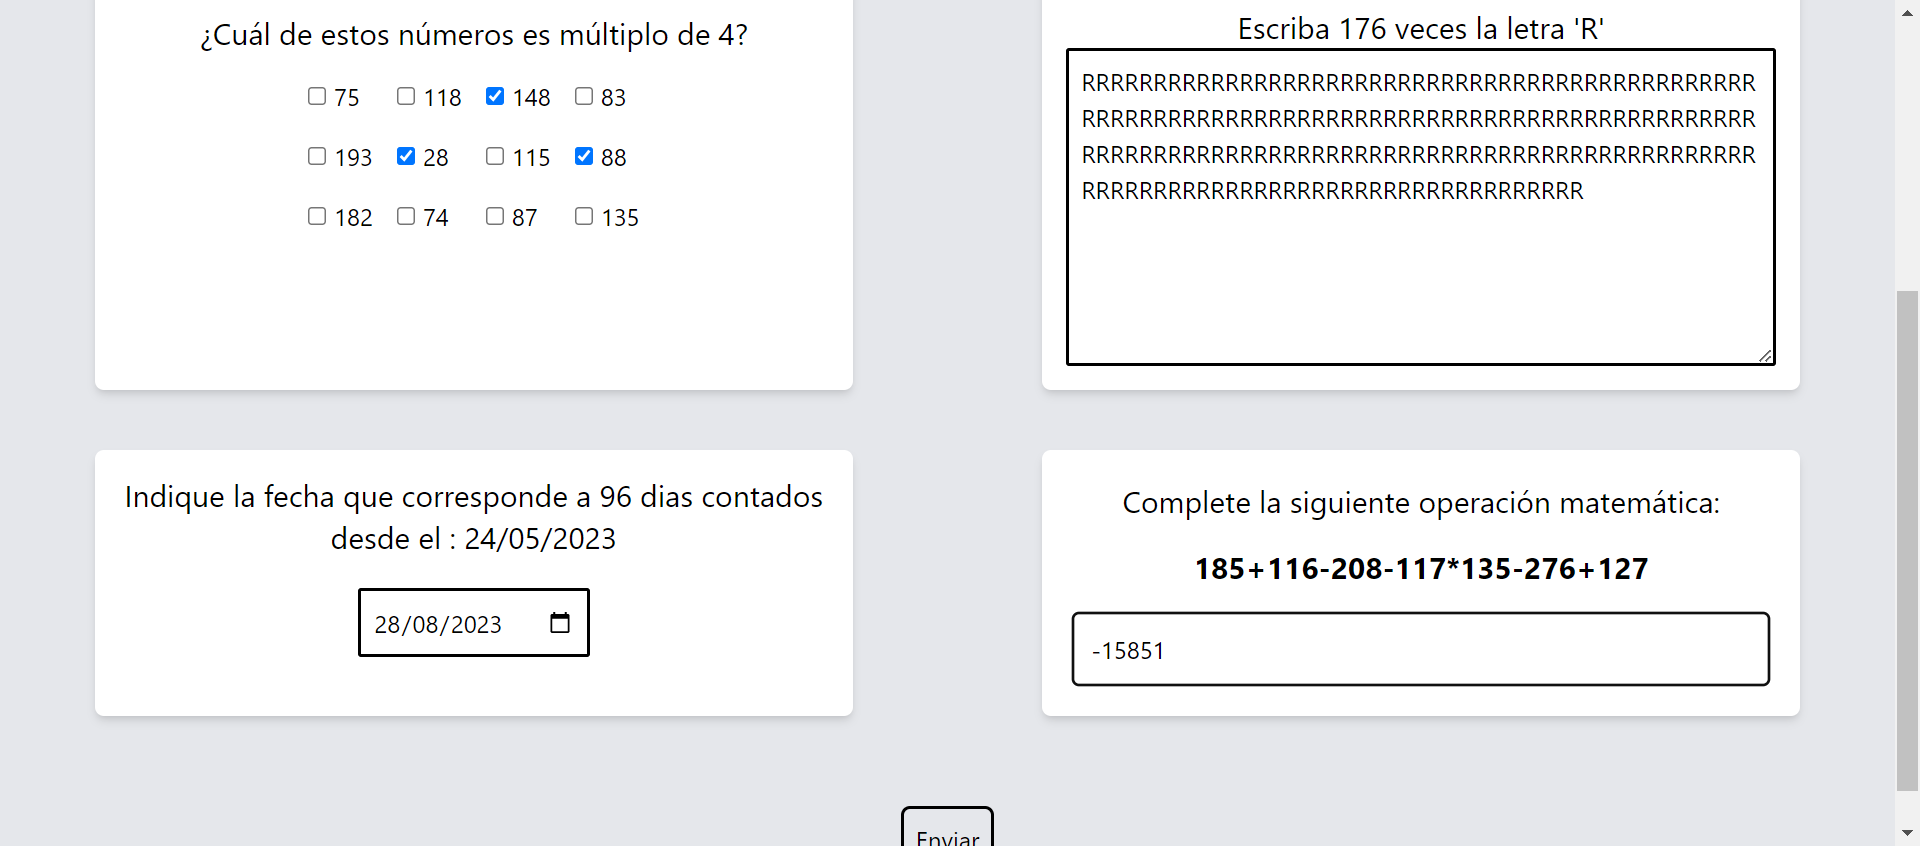 ¿Cuál de estos números es múltiplo de 4?
75 118 148 83
193 28 115 88
182 74 87 135
Escriba 176 veces la letra 'R'
RRRRRRRRRRRRRRRRRRRRRRRRRRRRRRRRRRRRRRRRRRRRRRR
RRRRRRRRRRRRRRRRRRRRRRRRRRRRRRRRRRRRRRRRRRRRRRR
RRRRRRRRRRRRRRRRRRRRRRRRRRRRRRRRRRRRRRRRRRRRRRR
RRRRRRRRRRRRRRRRRRRRRRRRRRRRRRRRRRR
Indique la fecha que corresponde a 96 dias contados
desde el : 24/05/2023
28/08/2023
Complete la siguiente operación matemática:
185+116-208-117*135-276+127
-15851
Enviar